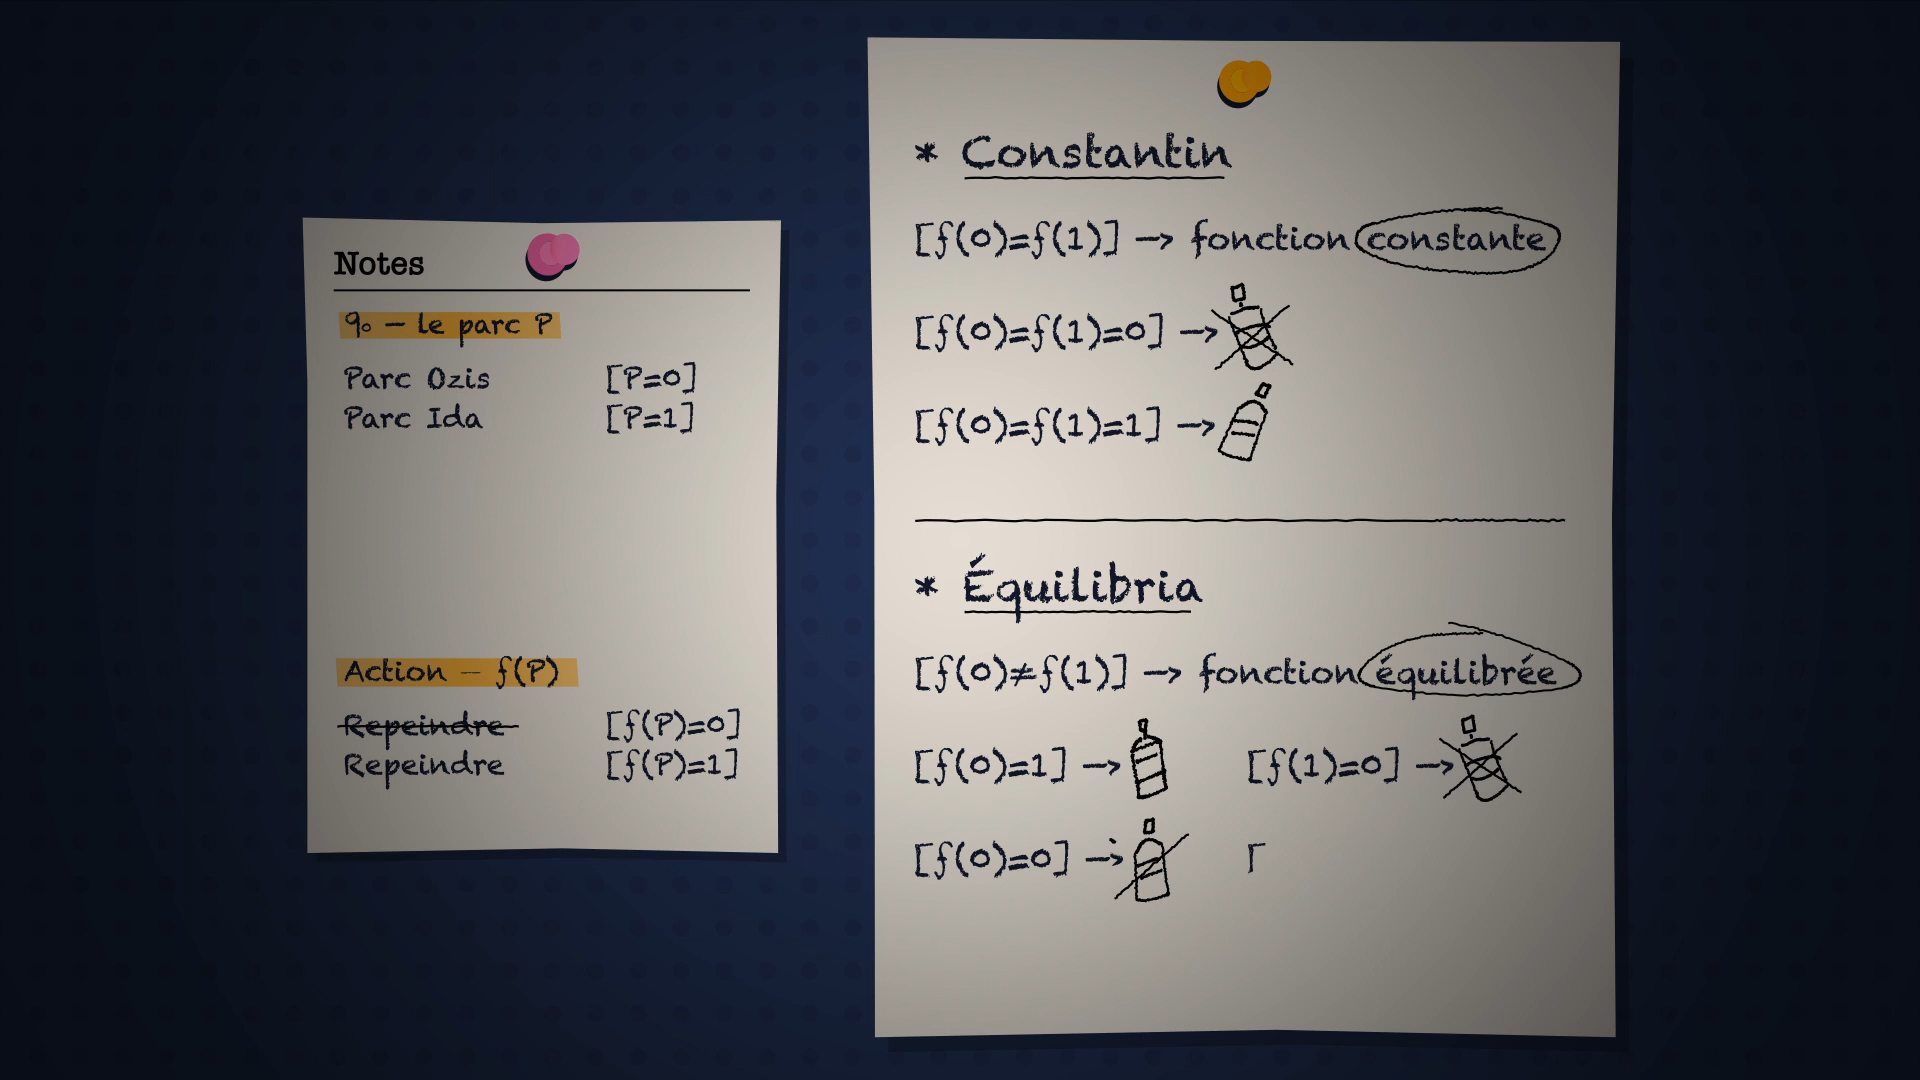 Notes
q₀ – le parc P
Parc Ozis [P=0]
Parc Ida [P=1]
Action – f(P)
Repeindre [f(P)=0]
Repeindre [f(P)=1]
* Constantin
[f(0)=f(1)] → fonction constante
[f(0)=f(1)=0] →
[f(0)=f(1)=1] →
* Équilibria
[f(0)≠f(1)] → fonction équilibrée
[f(0)=1] → [f(1)=0] →
[f(0)=0] → [